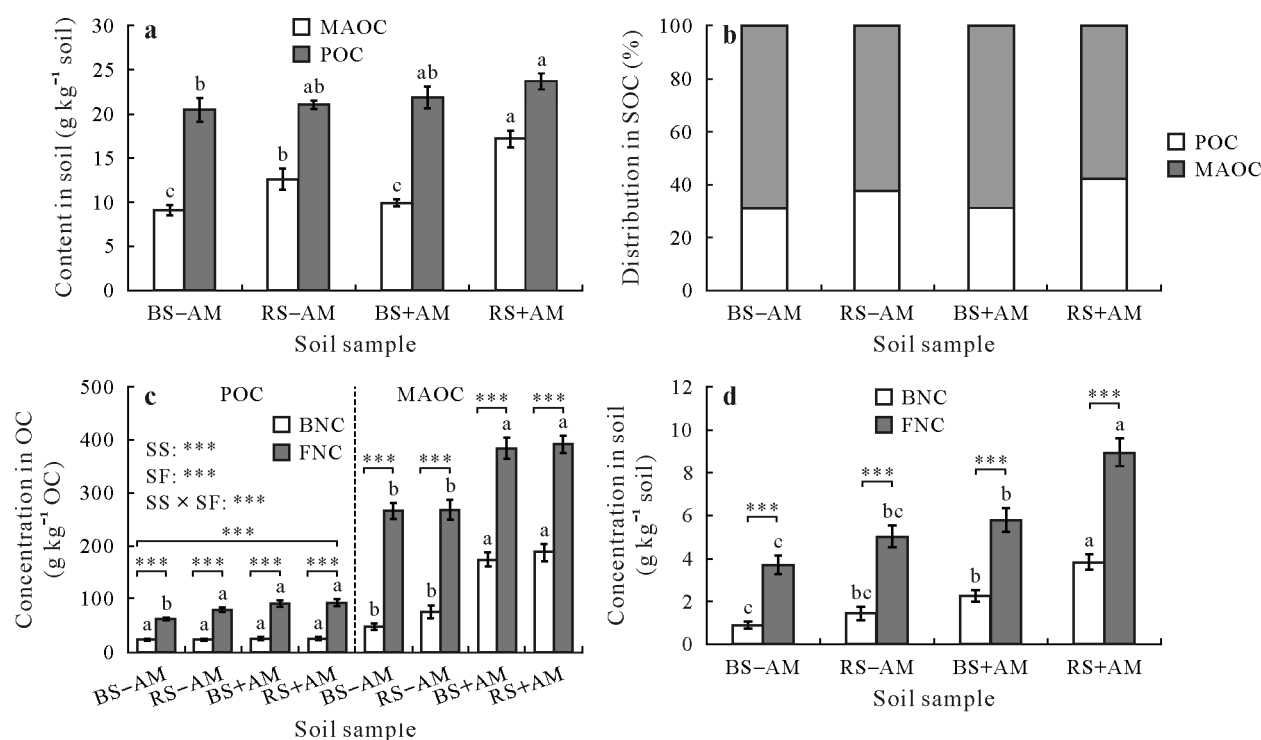 a
MAOC
POC
Content in soil (g kg⁻¹ soil)
30
25
20
15
10
5
0
c
b
b
ab
c
ab
a
a
BS−AM
RS−AM
BS+AM
RS+AM
Soil sample
b
Distribution in SOC (%)
100
80
60
40
20
0
POC
MAOC
BS−AM
RS−AM
BS+AM
RS+AM
Soil sample
c
POC
MAOC
BNC
FNC
Concentration in OC
(g kg⁻¹ OC)
500
400
300
200
100
0
SS: ***
SF: ***
SS × SF: ***
***
*** *** *** ***
a b a a a a a a
*** *** *** ***
b b b b a a a a
BS−AM
RS−AM
BS+AM
RS+AM
BS−AM
RS−AM
BS+AM
RS+AM
Soil sample
d
BNC
FNC
Concentration in soil
(g kg⁻¹ soil)
12
10
8
6
4
2
0
*** *** *** ***
c c bc bc b b a a
BS−AM
RS−AM
BS+AM
RS+AM
Soil sample